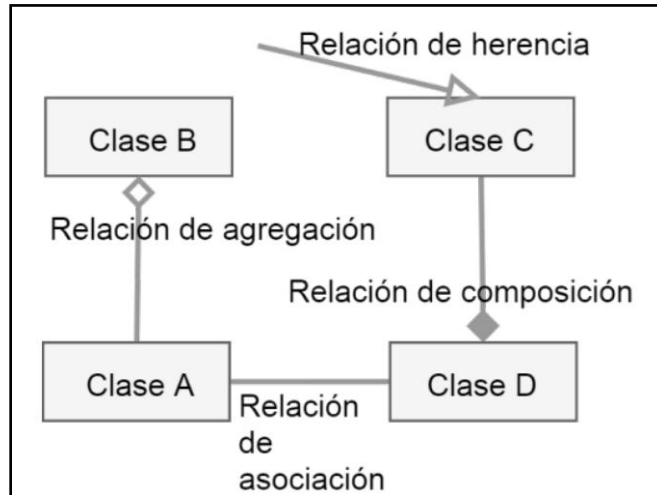 Relación de herencia
Clase B
Clase C
Relación de agregación
Relación de composición
Clase A
Clase D
Relación
de
asociación